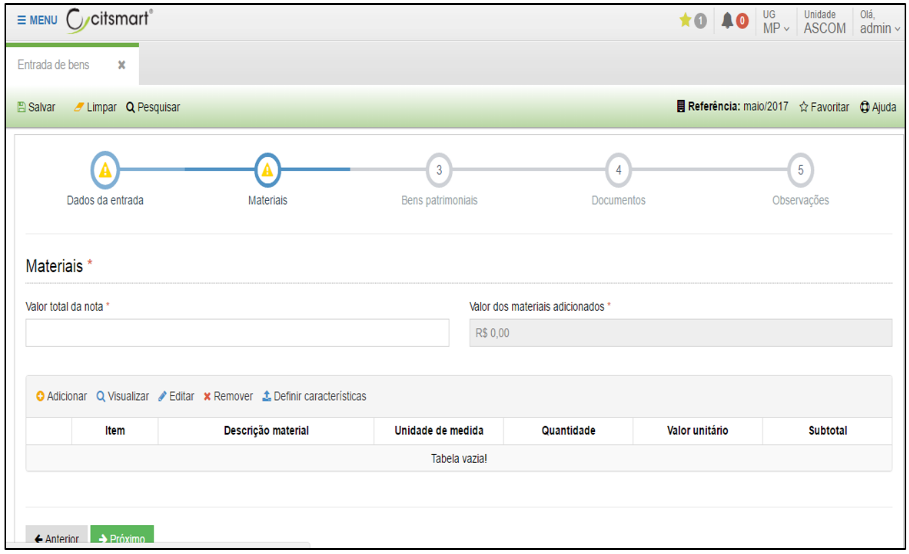 ≡ MENU citsmart® 1 0 UG MP Unidade ASCOM Olá, admin
Entrada de bens ×
Salvar Limpar Pesquisar Referência: maio/2017 Favoritar Ajuda
3 4 5
Dados da entrada Materiais Bens patrimoniais Documentos Observações
Materiais *
Valor total da nota * Valor dos materiais adicionados *
R$ 0,00
Adicionar Visualizar Editar Remover Definir características
Item Descrição material Unidade de medida Quantidade Valor unitário Subtotal
Tabela vazia!
Anterior Próximo